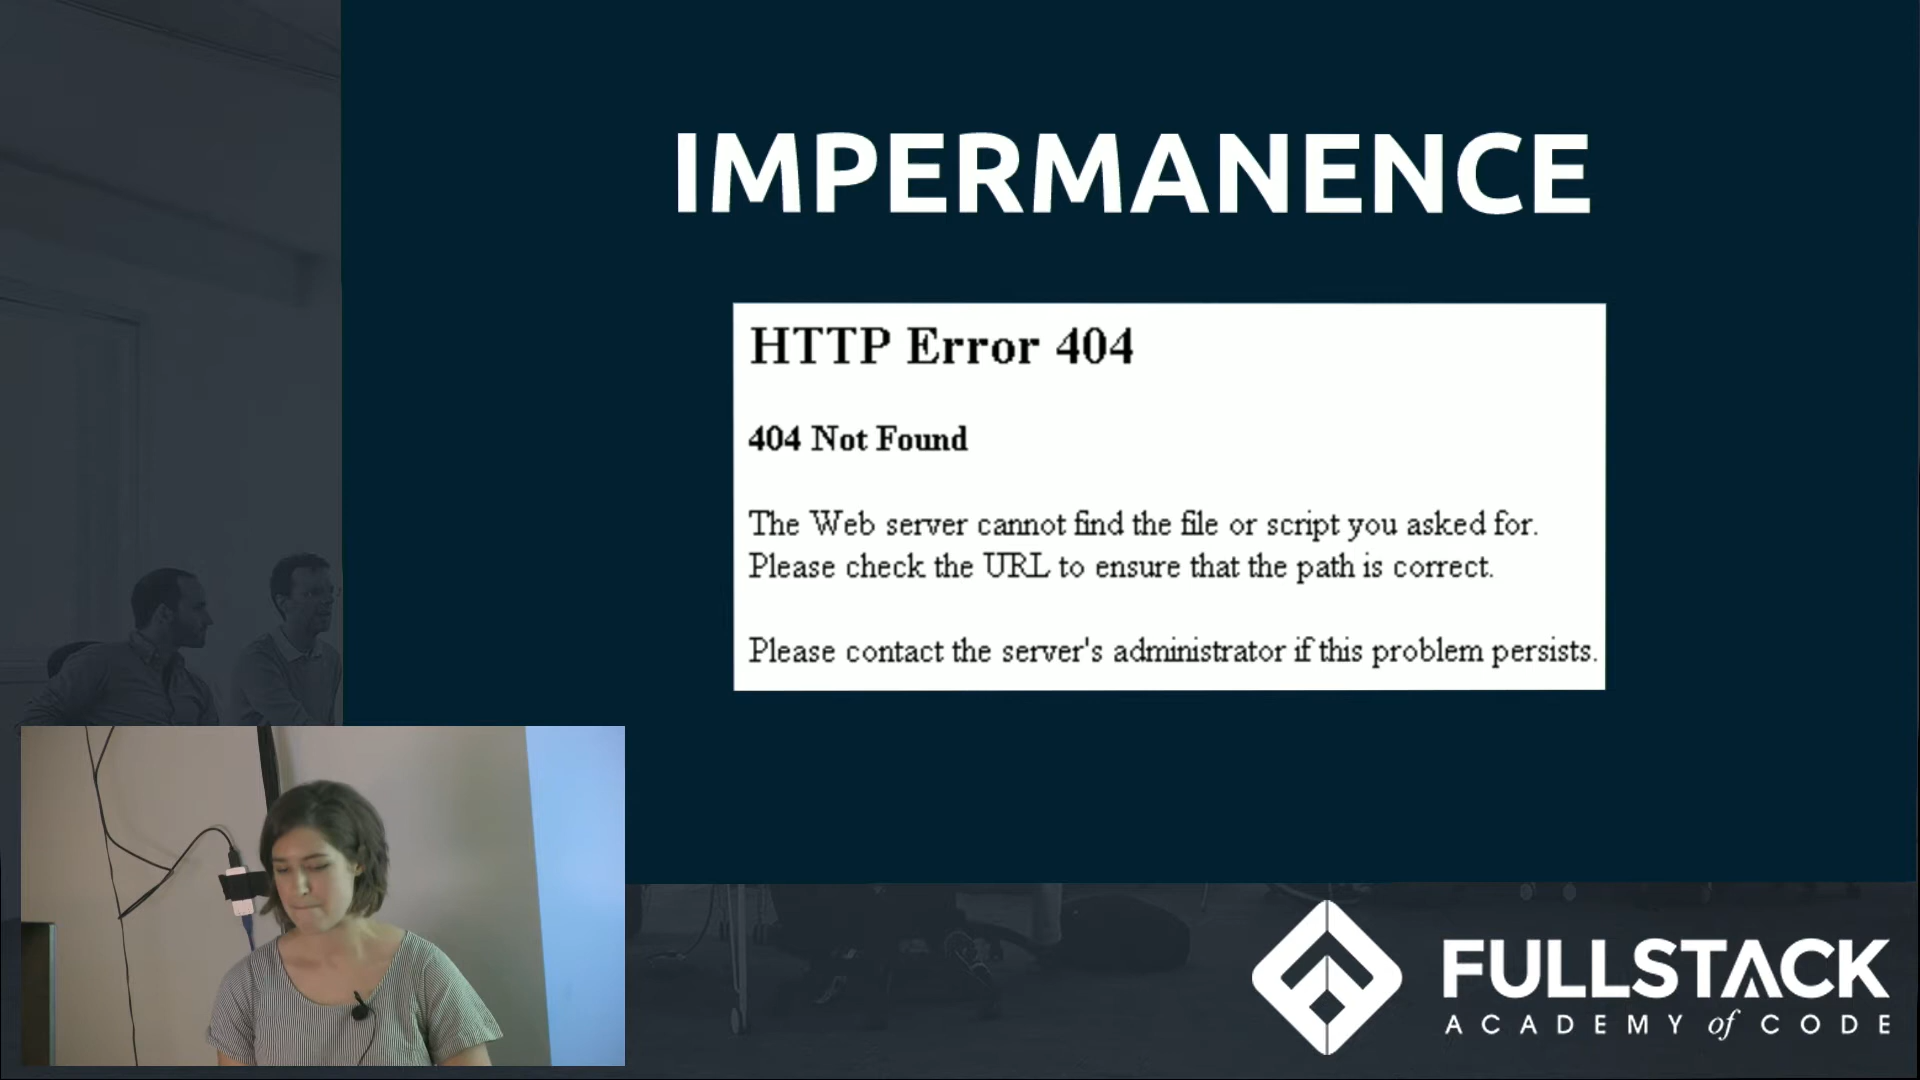 IMPERMANENCE
HTTP Error 404
404 Not Found
The Web server cannot find the file or script you asked for.
Please check the URL to ensure that the path is correct.
Please contact the server's administrator if this problem persists.
FULLSTACK
ACADEMY of CODE